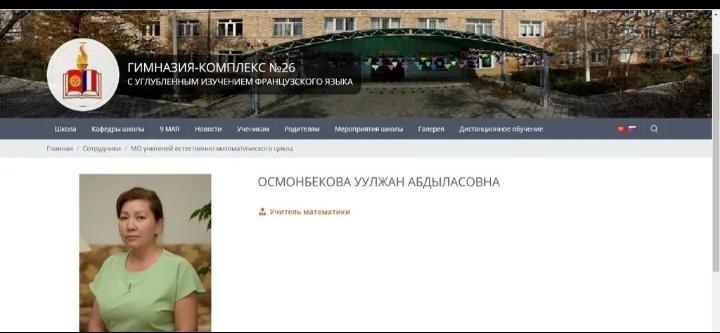 ГИМНАЗИЯ-КОМПЛЕКС №26
С УГЛУБЛЕННЫМ ИЗУЧЕНИЕМ ФРАНЦУЗСКОГО ЯЗЫКА
Школа Кафедры школы 9 МАЯ Новости Ученикам Родителям Мероприятия школы Галерея Дистанционное обучение
Главная / Сотрудники / МО учителей естественно математического цикла
ОСМОНБЕКОВА УУЛЖАН АБДЫЛАСОВНА
Учитель математики